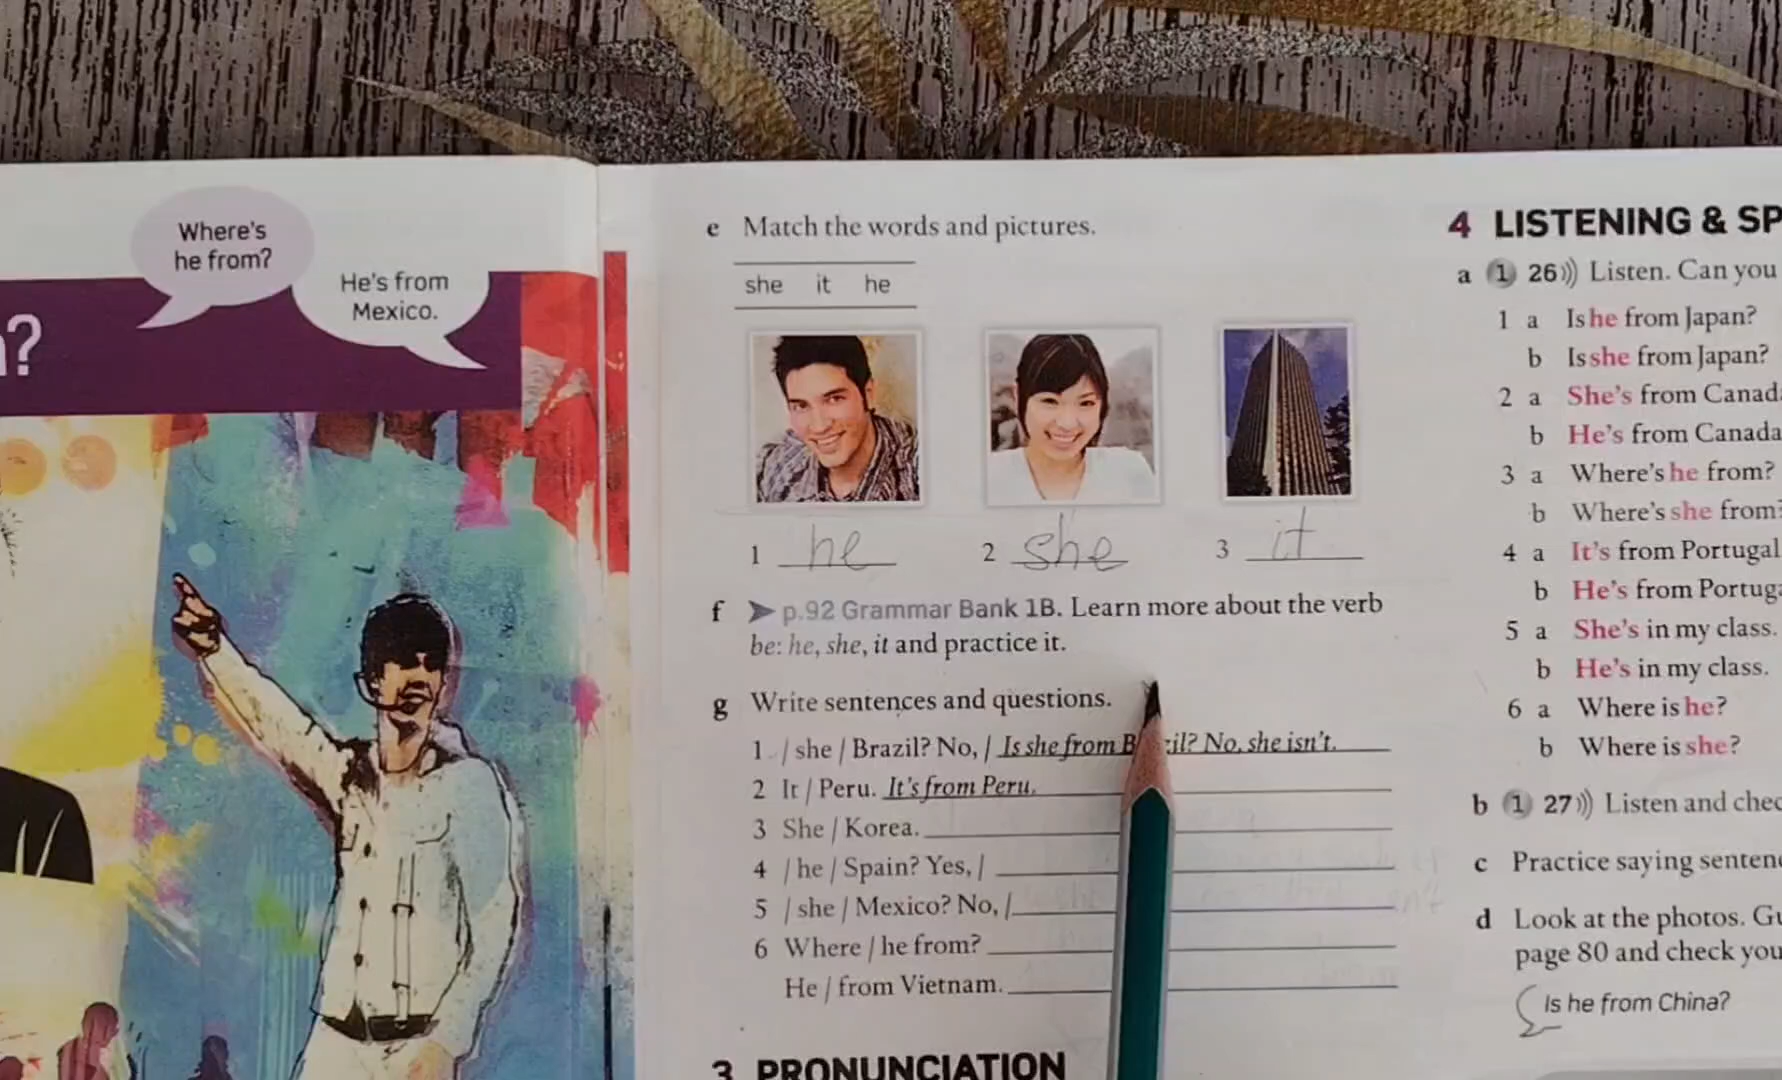 Where's
he from?
He's from
Mexico.
?
e Match the words and pictures.
she it he
1 he 2 she 3 it
f ➤ p.92 Grammar Bank 1B. Learn more about the verb
be: he, she, it and practice it.
g Write sentences and questions.
1 / she / Brazil? No, / Is she from B il? No, she isn't.
2 It / Peru. It's from Peru.
3 She / Korea.
4 / he / Spain? Yes, /
5 / she / Mexico? No, /
6 Where / he from?
He / from Vietnam.
3 PRONUNCIATION
4 LISTENING & SP
a 1 26))) Listen. Can you
1 a Is he from Japan?
b Is she from Japan?
2 a She's from Canad
b He's from Canada
3 a Where's he from?
b Where's she from
4 a It's from Portugal
b He's from Portug
5 a She's in my class.
b He's in my class.
6 a Where is he?
b Where is she?
b 1 27))) Listen and chec
c Practice saying senten
d Look at the photos. Gu
page 80 and check you
Is he from China?